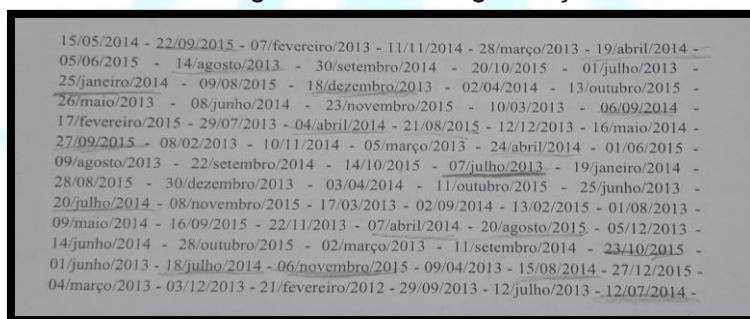 15/05/2014 - 22/09/2015 - 07/fevereiro/2013 - 11/11/2014 - 28/março/2013 - 19/abril/2014 -
05/06/2015 - 14/agosto/2013 - 30/setembro/2014 - 20/10/2015 - 01/julho/2013 -
25/janeiro/2014 - 09/08/2015 - 18/dezembro/2013 - 02/04/2014 - 13/outubro/2015 -
26/maio/2013 - 08/junho/2014 - 23/novembro/2015 - 10/03/2013 - 06/09/2014 -
17/fevereiro/2015 - 29/07/2013 - 04/abril/2014 - 21/08/2015 - 12/12/2013 - 16/maio/2014 -
27/09/2015 - 08/02/2013 - 10/11/2014 - 05/março/2013 - 24/abril/2014 - 01/06/2015 -
09/agosto/2013 - 22/setembro/2014 - 14/10/2015 - 07/julho/2013 - 19/janeiro/2014 -
28/08/2015 - 30/dezembro/2013 - 03/04/2014 - 11/outubro/2015 - 25/junho/2013 -
20/julho/2014 - 08/novembro/2015 - 17/03/2013 - 02/09/2014 - 13/02/2015 - 01/08/2013 -
09/maio/2014 - 16/09/2015 - 22/11/2013 - 07/abril/2014 - 20/agosto/2015 - 05/12/2013 -
14/junho/2014 - 28/outubro/2015 - 02/março/2013 - 11/setembro/2014 - 23/10/2015 -
01/junho/2013 - 18/julho/2014 - 06/novembro/2015 - 09/04/2013 - 15/08/2014 - 27/12/2015 -
04/março/2013 - 03/12/2013 - 21/fevereiro/2012 - 29/09/2013 - 12/julho/2013 - 12/07/2014 -